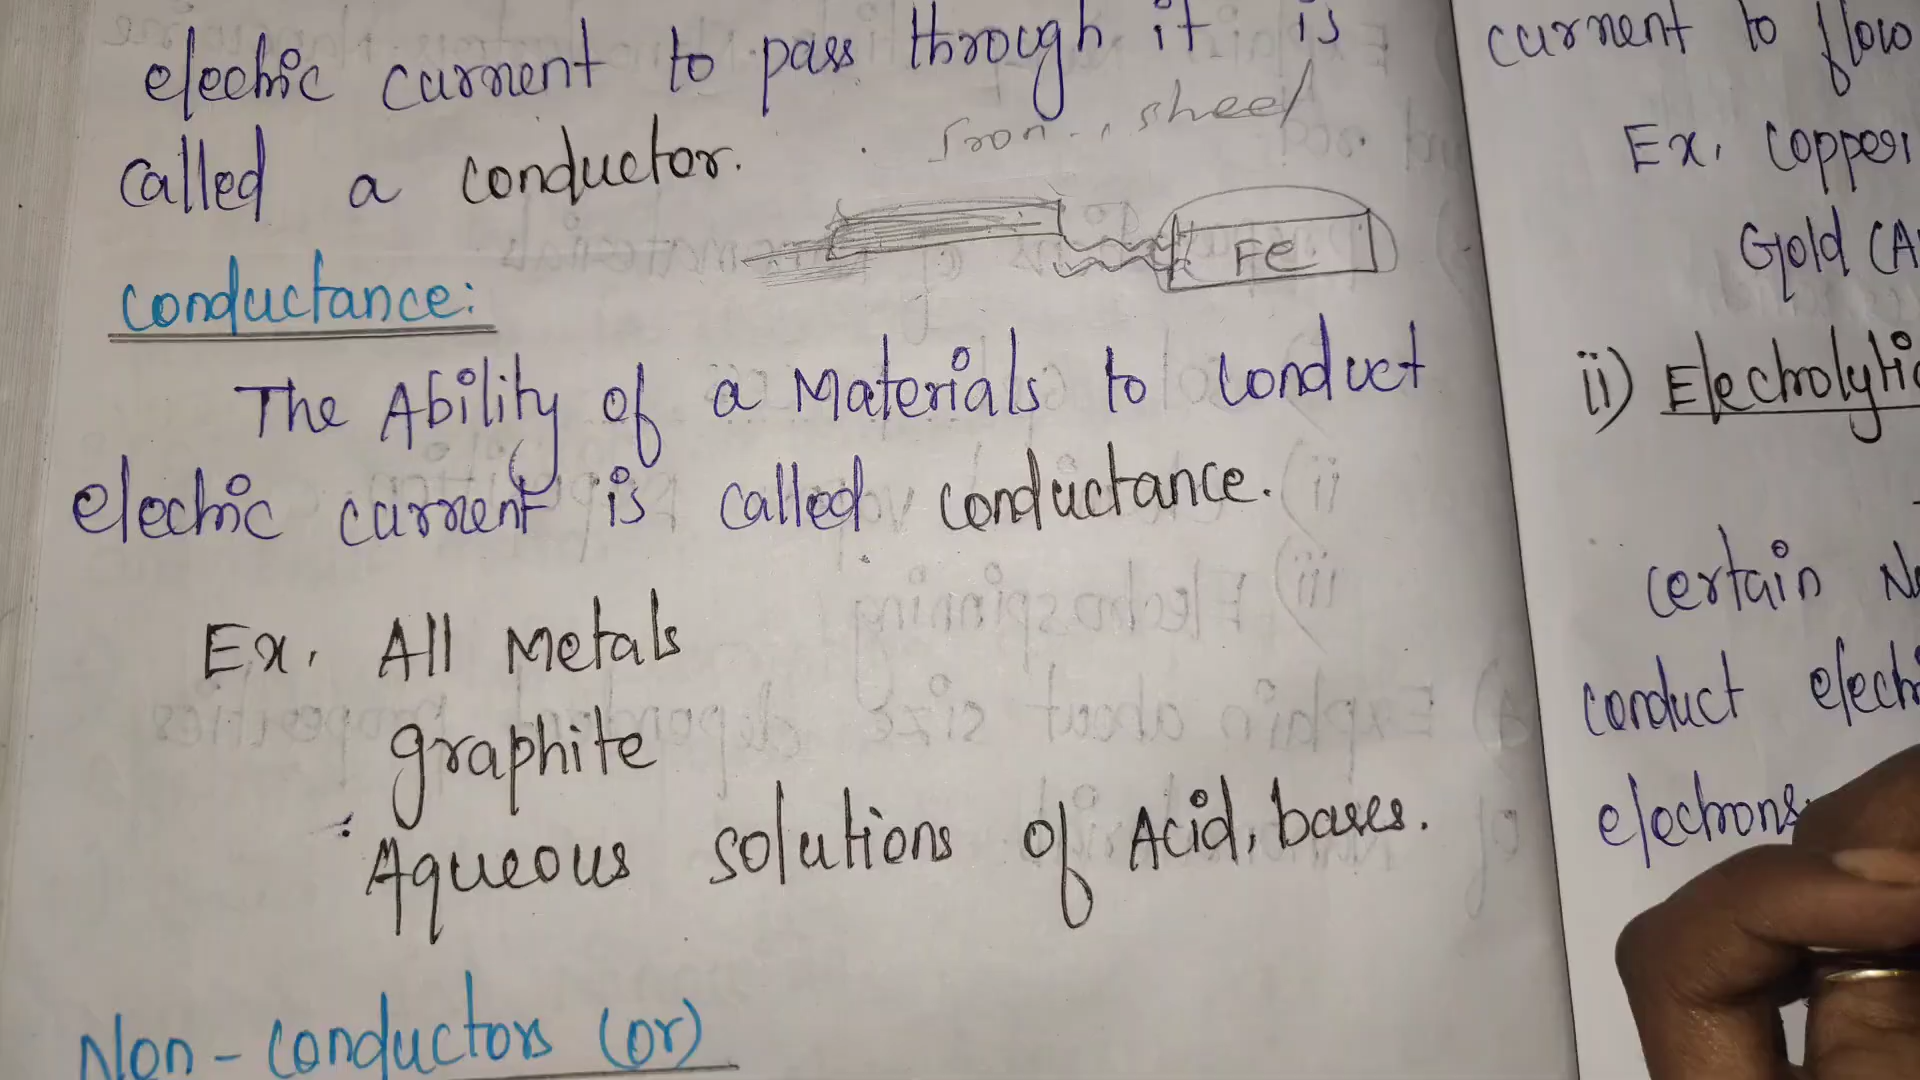 electric current to pass through it is
called a conductor.
Iron, sheel
Fe
Conductance:
The Ability of a Materials to conduct
electric current is called conductance.
Ex. All Metals
graphite
Aqueous solutions of Acid, bases.
Non-conductors (or)
current to flow
Ex. Copper
Gold (A
ii) Electrolytic
certain N
conduct elect
electrons